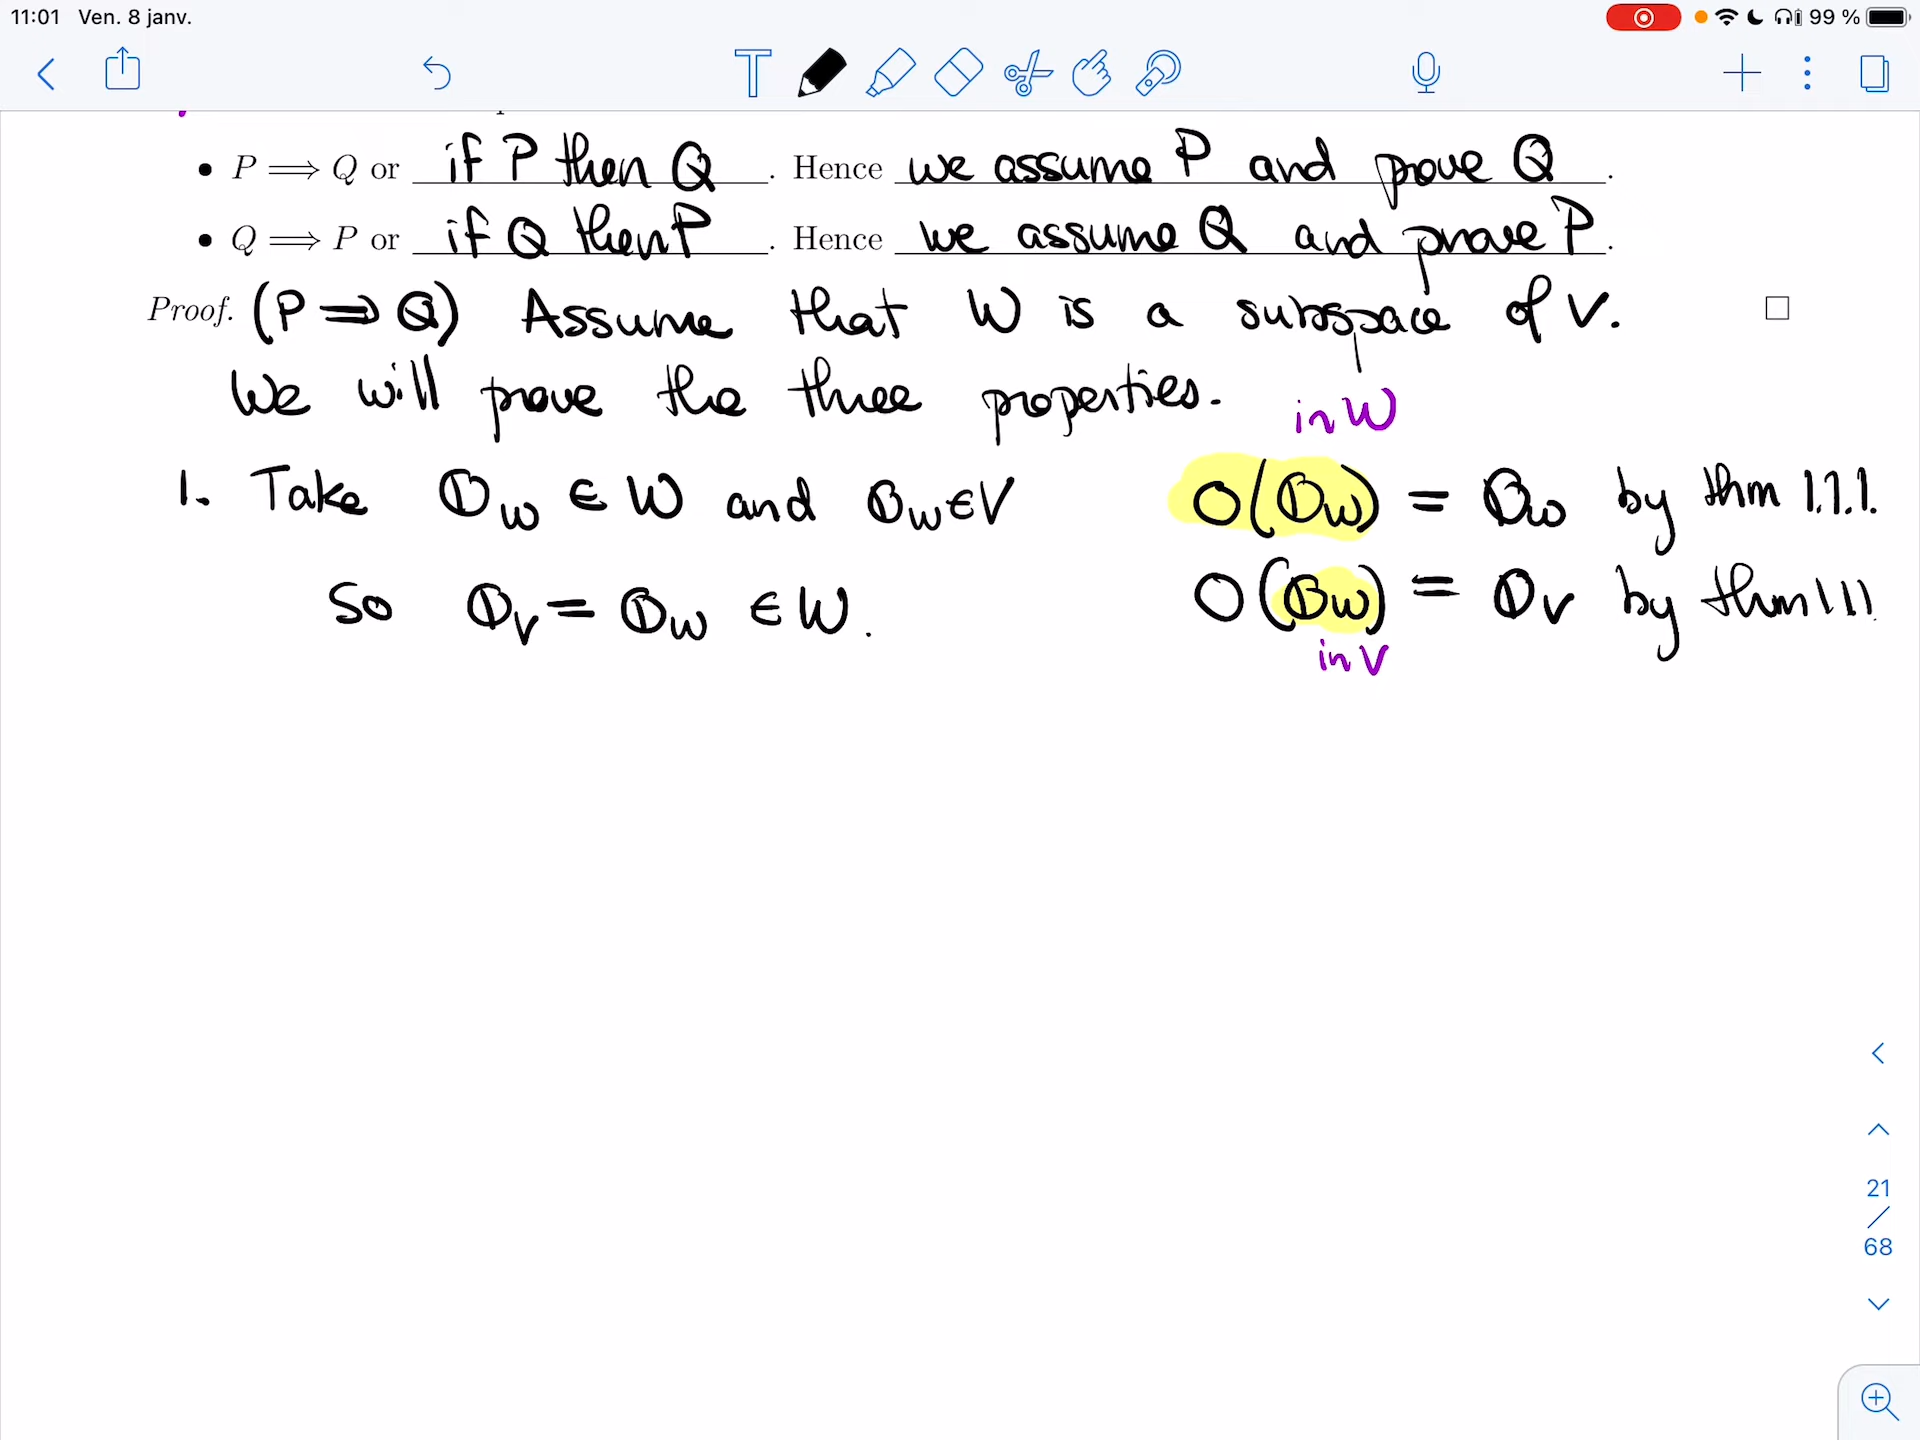 11:01 Ven. 8 janv. 99 %
T
• P ⟹ Q or if P then Q. Hence we assume P and prove Q.
• Q ⟹ P or if Q then P. Hence we assume Q and prove P.
Proof. (P ⟹ Q) Assume that W is a subspace of V. □
We will prove the three properties.
in W
1. Take 𝟘_W ∈ W and 𝟘_W ∈ V 0(𝟘_W) = 𝟘_W by thm 1.1.1.
So 𝟘_V = 𝟘_W ∈ W. 0(𝟘_W) = 𝟘_V by thm 1.1.1
in V
21
/
68